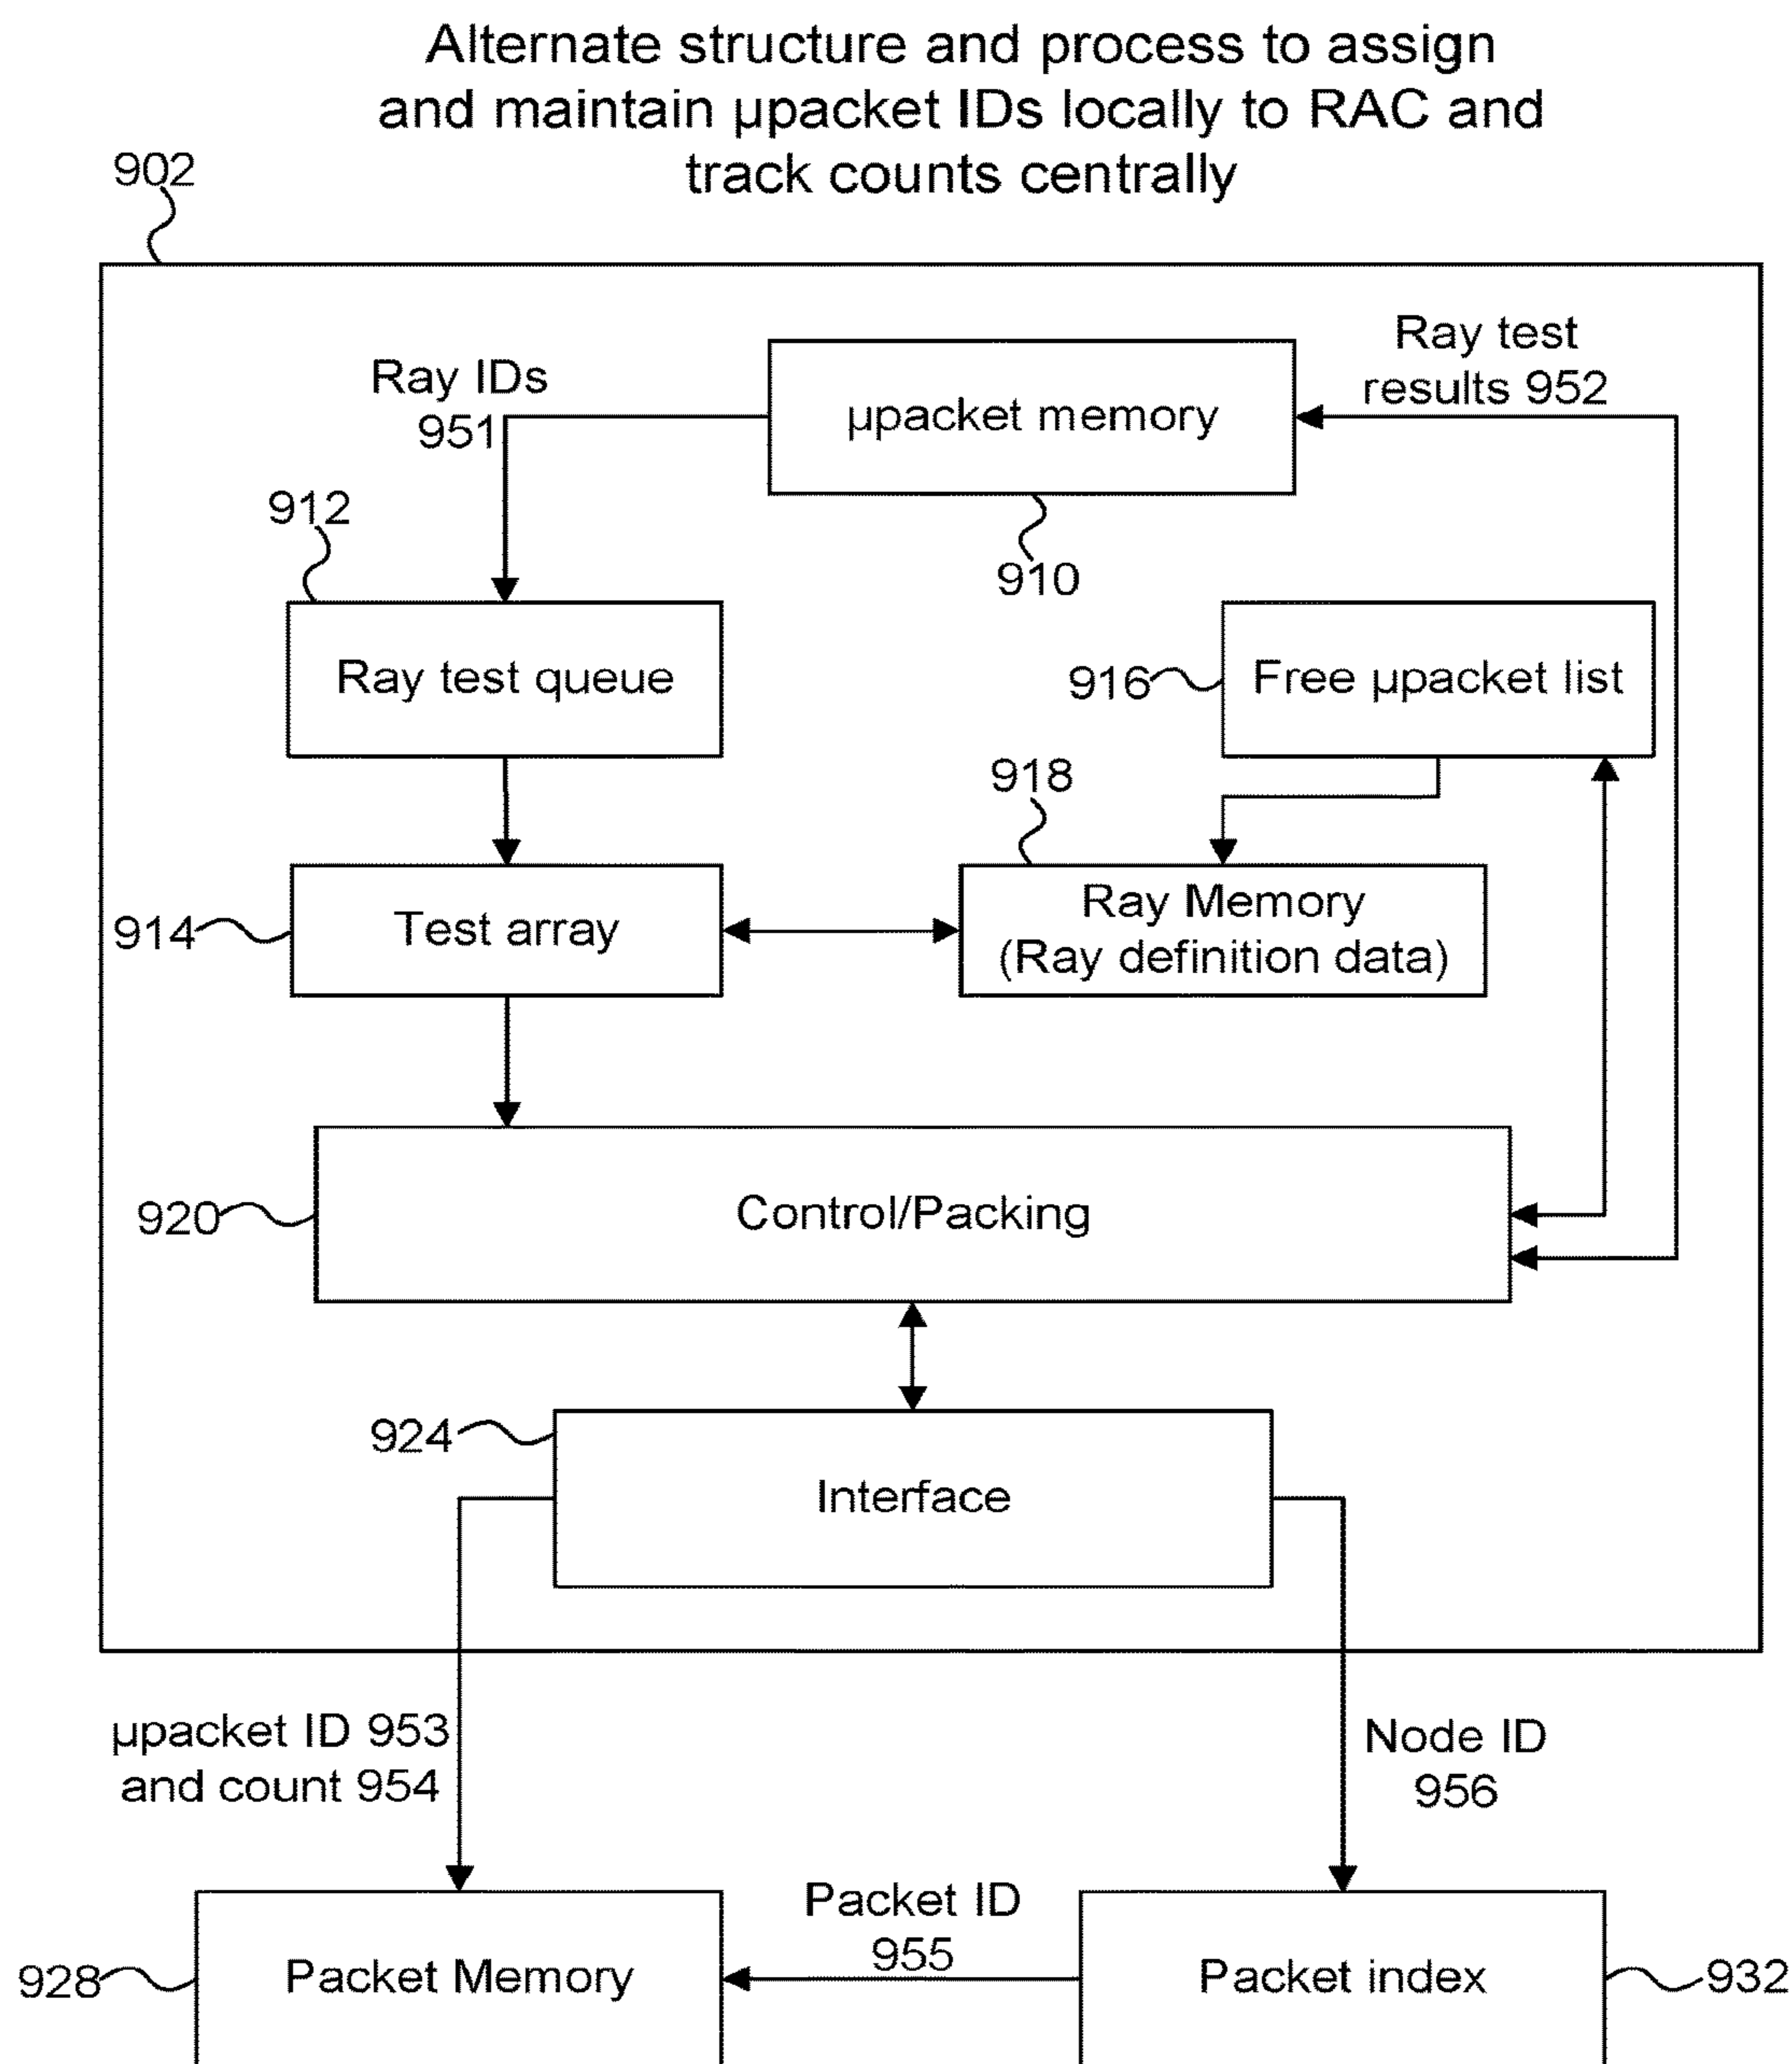 Alternate structure and process to assign
and maintain µpacket IDs locally to RAC and
track counts centrally
902
Ray IDs
951
µpacket memory
Ray test
results 952
912
910
Ray test queue
916
Free µpacket list
918
914
Test array
Ray Memory
(Ray definition data)
920
Control/Packing
924
Interface
µpacket ID 953
and count 954
Node ID
956
Packet ID
955
928
Packet Memory
Packet index
932